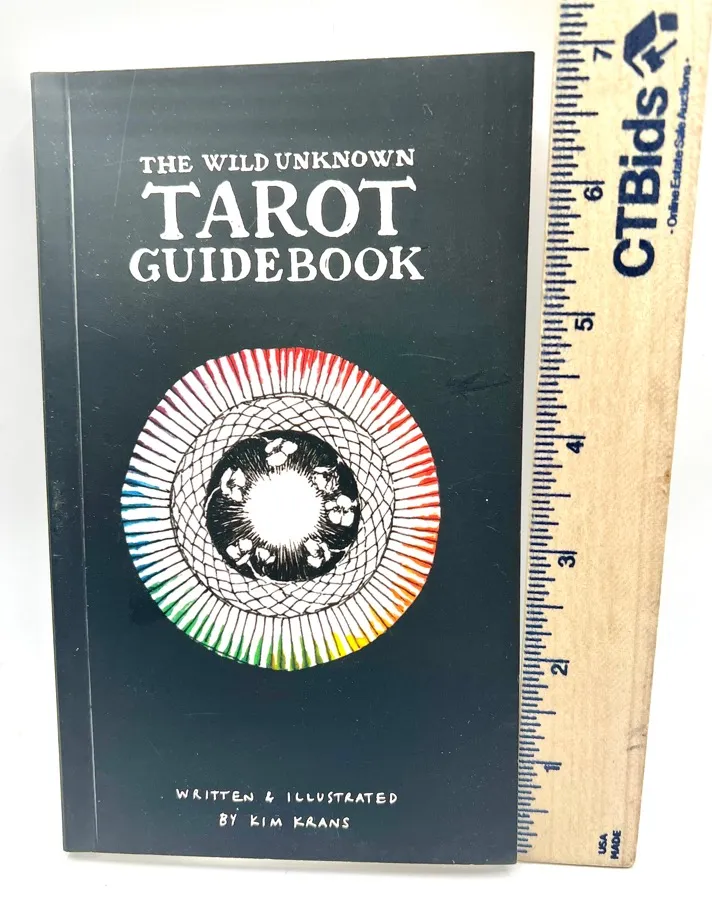 THE WILD UNKNOWN
TAROT
GUIDEBOOK
WRITTEN & ILLUSTRATED
BY KIM KRANS
CTBids
- Online Estate Sale Auctions -
7
6
5
4
3
2
1
USA
MADE